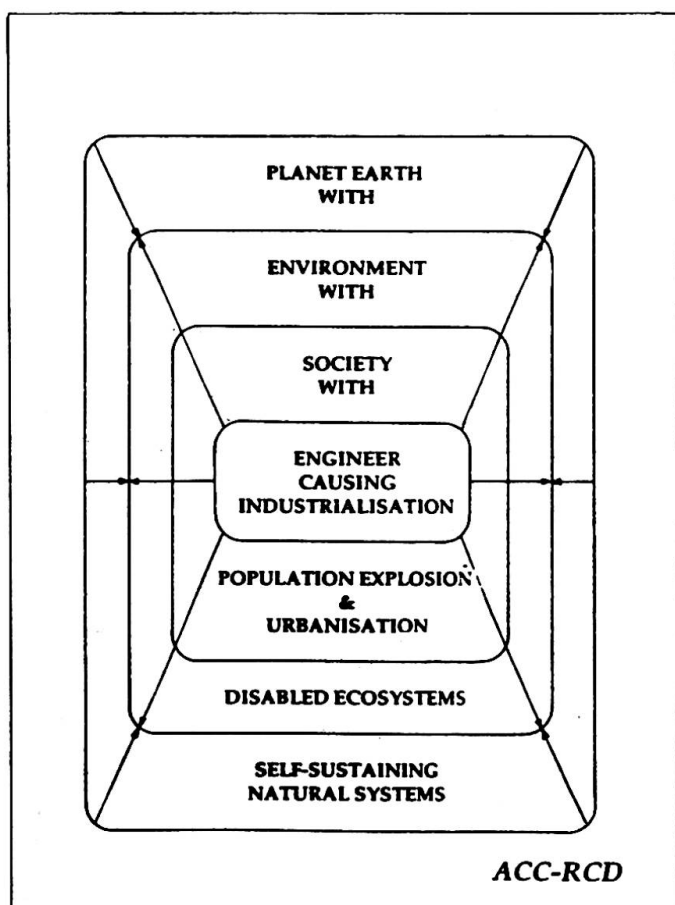 PLANET EARTH
WITH
ENVIRONMENT
WITH
SOCIETY
WITH
ENGINEER
CAUSING
INDUSTRIALISATION
POPULATION EXPLOSION
&
URBANISATION
DISABLED ECOSYSTEMS
SELF-SUSTAINING
NATURAL SYSTEMS
ACC-RCD